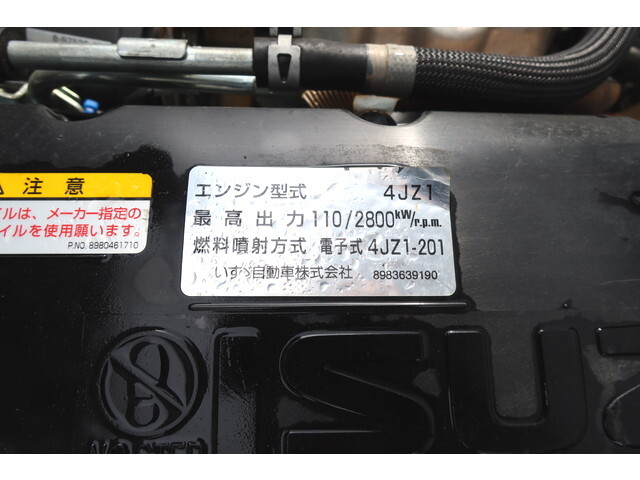 注意
ルは、メーカー指定の
イルを使用願います。
P.NO. 8980461710
エンジン型式 4JZ1
最高出力 110/2800kW/r.p.m.
燃料噴射方式 電子式 4JZ1-201
いすゞ自動車株式会社 8983639190
ISUZ